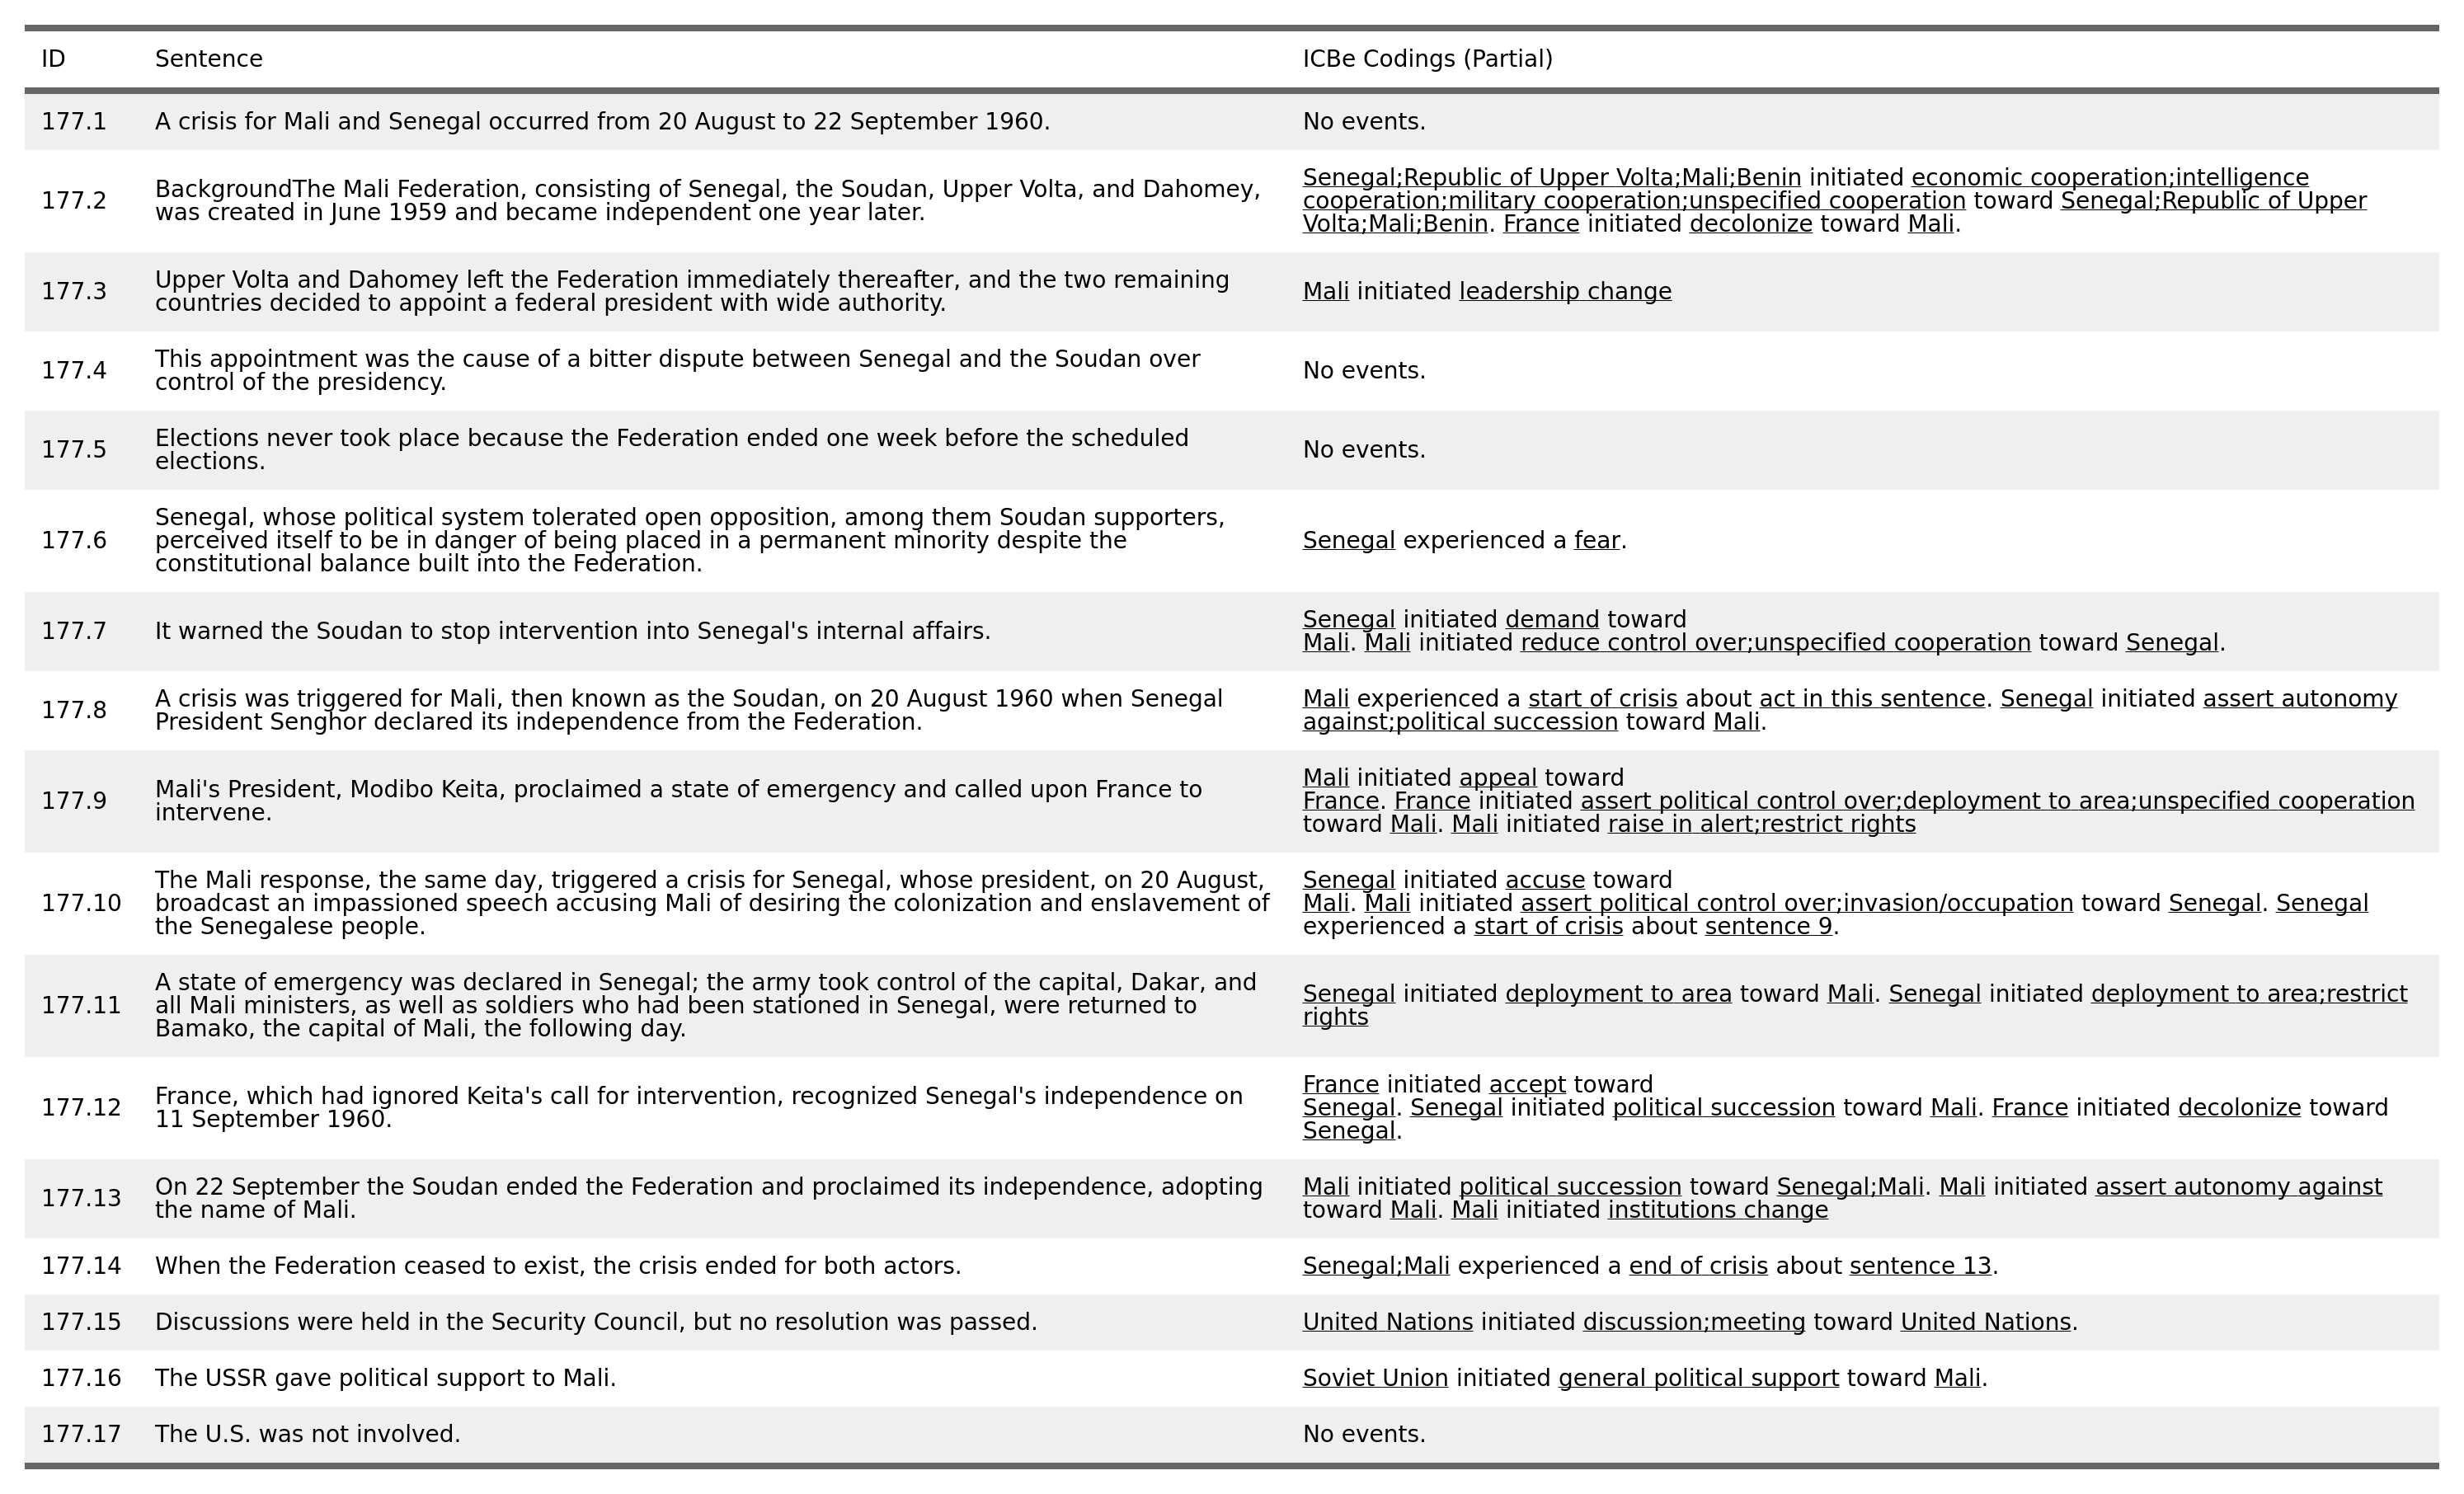 ID Sentence ICBe Codings (Partial)
177.1 A crisis for Mali and Senegal occurred from 20 August to 22 September 1960. No events.
177.2 BackgroundThe Mali Federation, consisting of Senegal, the Soudan, Upper Volta, and Dahomey,
was created in June 1959 and became independent one year later.
Senegal;Republic of Upper Volta;Mali;Benin initiated economic cooperation;intelligence
cooperation;military cooperation;unspecified cooperation toward Senegal;Republic of Upper
Volta;Mali;Benin. France initiated decolonize toward Mali.
177.3 Upper Volta and Dahomey left the Federation immediately thereafter, and the two remaining
countries decided to appoint a federal president with wide authority.
Mali initiated leadership change
177.4 This appointment was the cause of a bitter dispute between Senegal and the Soudan over
control of the presidency.
No events.
177.5 Elections never took place because the Federation ended one week before the scheduled
elections.
No events.
177.6 Senegal, whose political system tolerated open opposition, among them Soudan supporters,
perceived itself to be in danger of being placed in a permanent minority despite the
constitutional balance built into the Federation.
Senegal experienced a fear.
177.7 It warned the Soudan to stop intervention into Senegal's internal affairs.
Senegal initiated demand toward
Mali. Mali initiated reduce control over;unspecified cooperation toward Senegal.
177.8 A crisis was triggered for Mali, then known as the Soudan, on 20 August 1960 when Senegal
President Senghor declared its independence from the Federation.
Mali experienced a start of crisis about act in this sentence. Senegal initiated assert autonomy
against;political succession toward Mali.
177.9 Mali's President, Modibo Keita, proclaimed a state of emergency and called upon France to
intervene.
Mali initiated appeal toward
France. France initiated assert political control over;deployment to area;unspecified cooperation
toward Mali. Mali initiated raise in alert;restrict rights
177.10 The Mali response, the same day, triggered a crisis for Senegal, whose president, on 20 August,
broadcast an impassioned speech accusing Mali of desiring the colonization and enslavement of
the Senegalese people.
Senegal initiated accuse toward
Mali. Mali initiated assert political control over;invasion/occupation toward Senegal. Senegal
experienced a start of crisis about sentence 9.
177.11 A state of emergency was declared in Senegal; the army took control of the capital, Dakar, and
all Mali ministers, as well as soldiers who had been stationed in Senegal, were returned to
Bamako, the capital of Mali, the following day.
Senegal initiated deployment to area toward Mali. Senegal initiated deployment to area;restrict
rights
177.12 France, which had ignored Keita's call for intervention, recognized Senegal's independence on
11 September 1960.
France initiated accept toward
Senegal. Senegal initiated political succession toward Mali. France initiated decolonize toward
Senegal.
177.13 On 22 September the Soudan ended the Federation and proclaimed its independence, adopting
the name of Mali.
Mali initiated political succession toward Senegal;Mali. Mali initiated assert autonomy against
toward Mali. Mali initiated institutions change
177.14 When the Federation ceased to exist, the crisis ended for both actors. Senegal;Mali experienced a end of crisis about sentence 13.
177.15 Discussions were held in the Security Council, but no resolution was passed. United Nations initiated discussion;meeting toward United Nations.
177.16 The USSR gave political support to Mali. Soviet Union initiated general political support toward Mali.
177.17 The U.S. was not involved. No events.